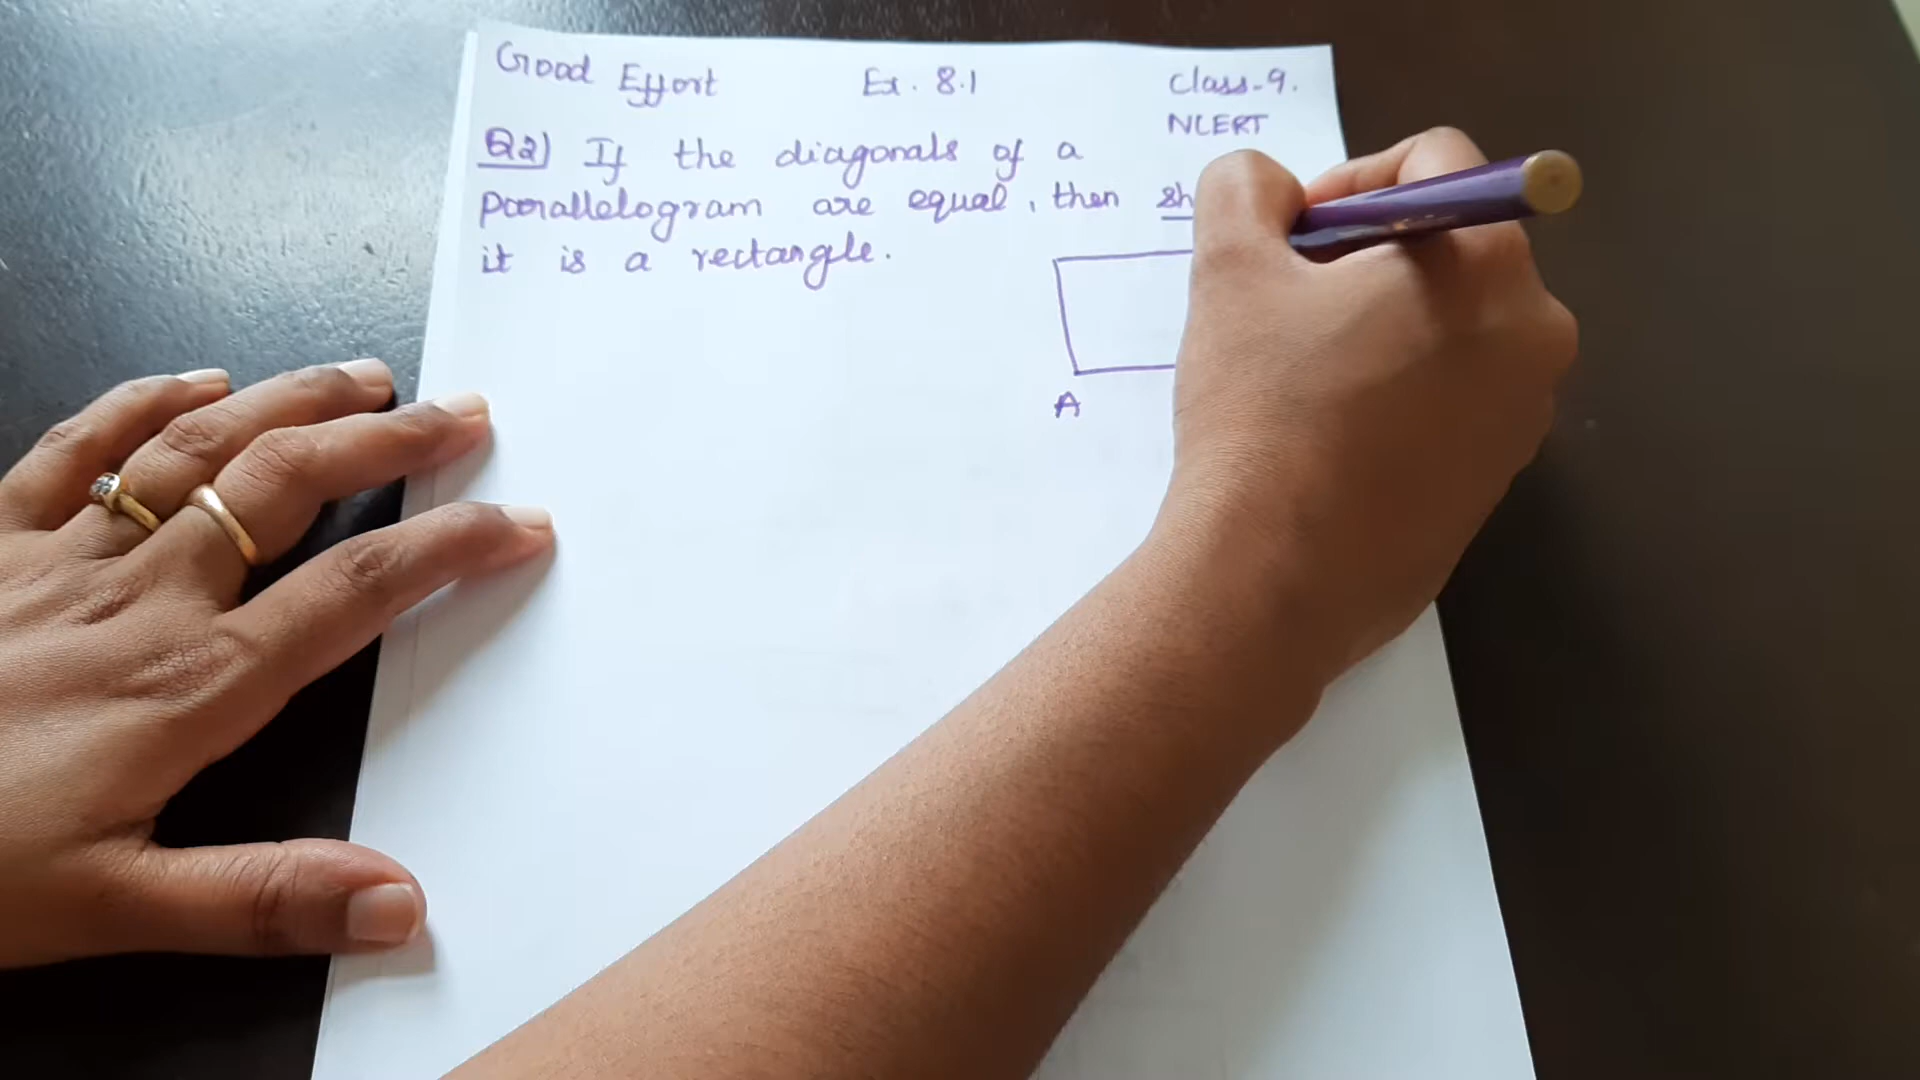 Good Effort Ex. 8.1 Class-9.
NCERT
Q2) If the diagonals of a
parallelogram are equal, then sh
it is a rectangle.
A